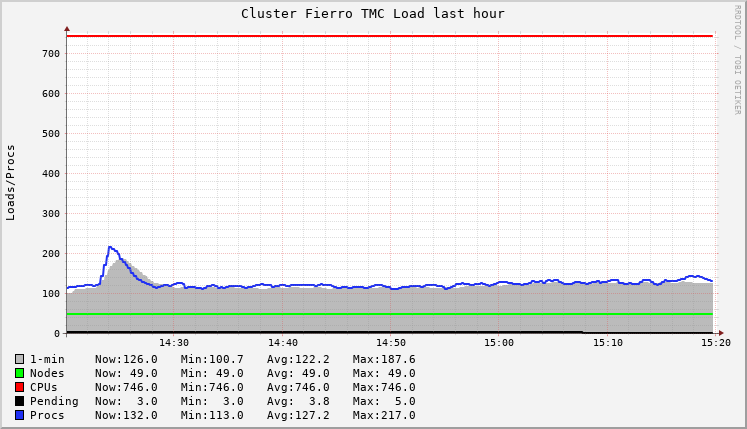 Cluster Fierro TMC Load last hour
RRDTOOL / TOBI OETIKER
Loads/Procs
700
600
500
400
300
200
100
0
14:30 14:40 14:50 15:00 15:10 15:20
1-min Now:126.0 Min:100.7 Avg:122.2 Max:187.6
Nodes Now: 49.0 Min: 49.0 Avg: 49.0 Max: 49.0
CPUs Now:746.0 Min:746.0 Avg:746.0 Max:746.0
Pending Now: 3.0 Min: 3.0 Avg: 3.8 Max: 5.0
Procs Now:132.0 Min:113.0 Avg:127.2 Max:217.0